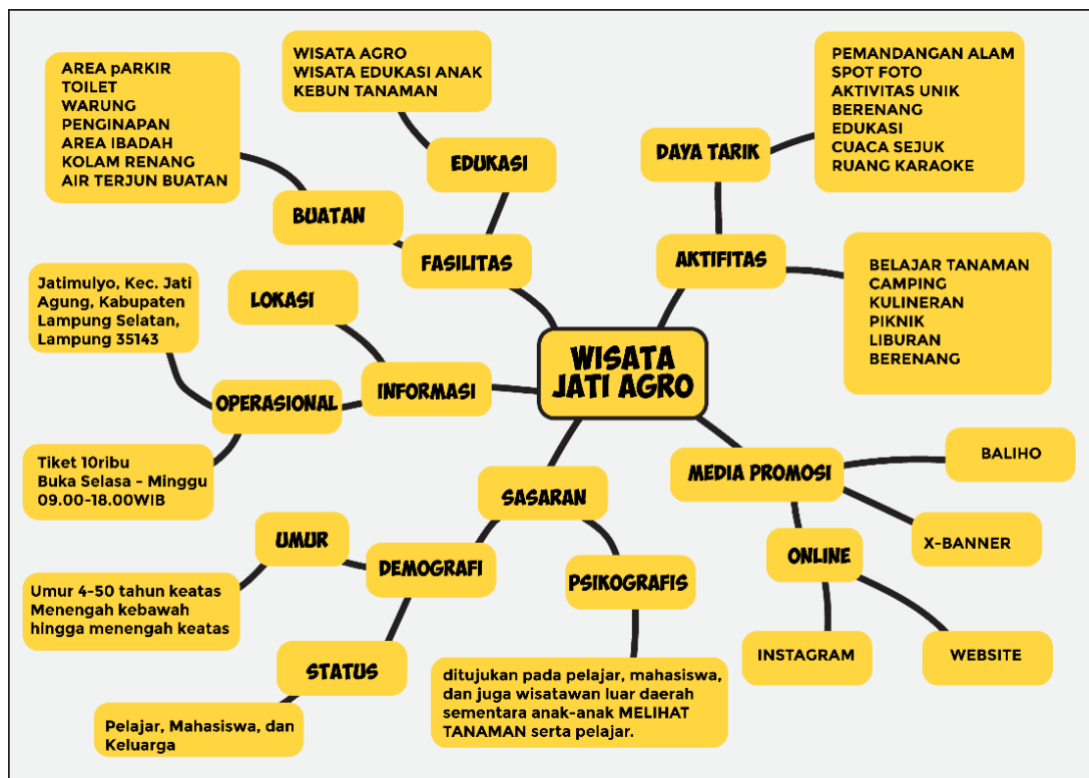 AREA pARKIR
TOILET
WARUNG
PENGINAPAN
AREA IBADAH
KOLAM RENANG
AIR TERJUN BUATAN
WISATA AGRO
WISATA EDUKASI ANAK
KEBUN TANAMAN
EDUKASI
BUATAN
FASILITAS
PEMANDANGAN ALAM
SPOT FOTO
AKTIVITAS UNIK
BERENANG
EDUKASI
CUACA SEJUK
RUANG KARAOKE
DAYA TARIK
AKTIFITAS
BELAJAR TANAMAN
CAMPING
KULINERAN
PIKNIK
LIBURAN
BERENANG
WISATA
JATI AGRO
LOKASI
INFORMASI
OPERASIONAL
Jatimulyo, Kec. Jati
Agung, Kabupaten
Lampung Selatan,
Lampung 35143
Tiket 10ribu
Buka Selasa - Minggu
09.00-18.00WIB
SASARAN
DEMOGRAFI
UMUR
Umur 4-50 tahun keatas
Menengah kebawah
hingga menengah keatas
STATUS
Pelajar, Mahasiswa, dan
Keluarga
PSIKOGRAFIS
ditujukan pada pelajar, mahasiswa,
dan juga wisatawan luar daerah
sementara anak-anak MELIHAT
TANAMAN serta pelajar.
MEDIA PROMOSI
BALIHO
X-BANNER
ONLINE
INSTAGRAM
WEBSITE